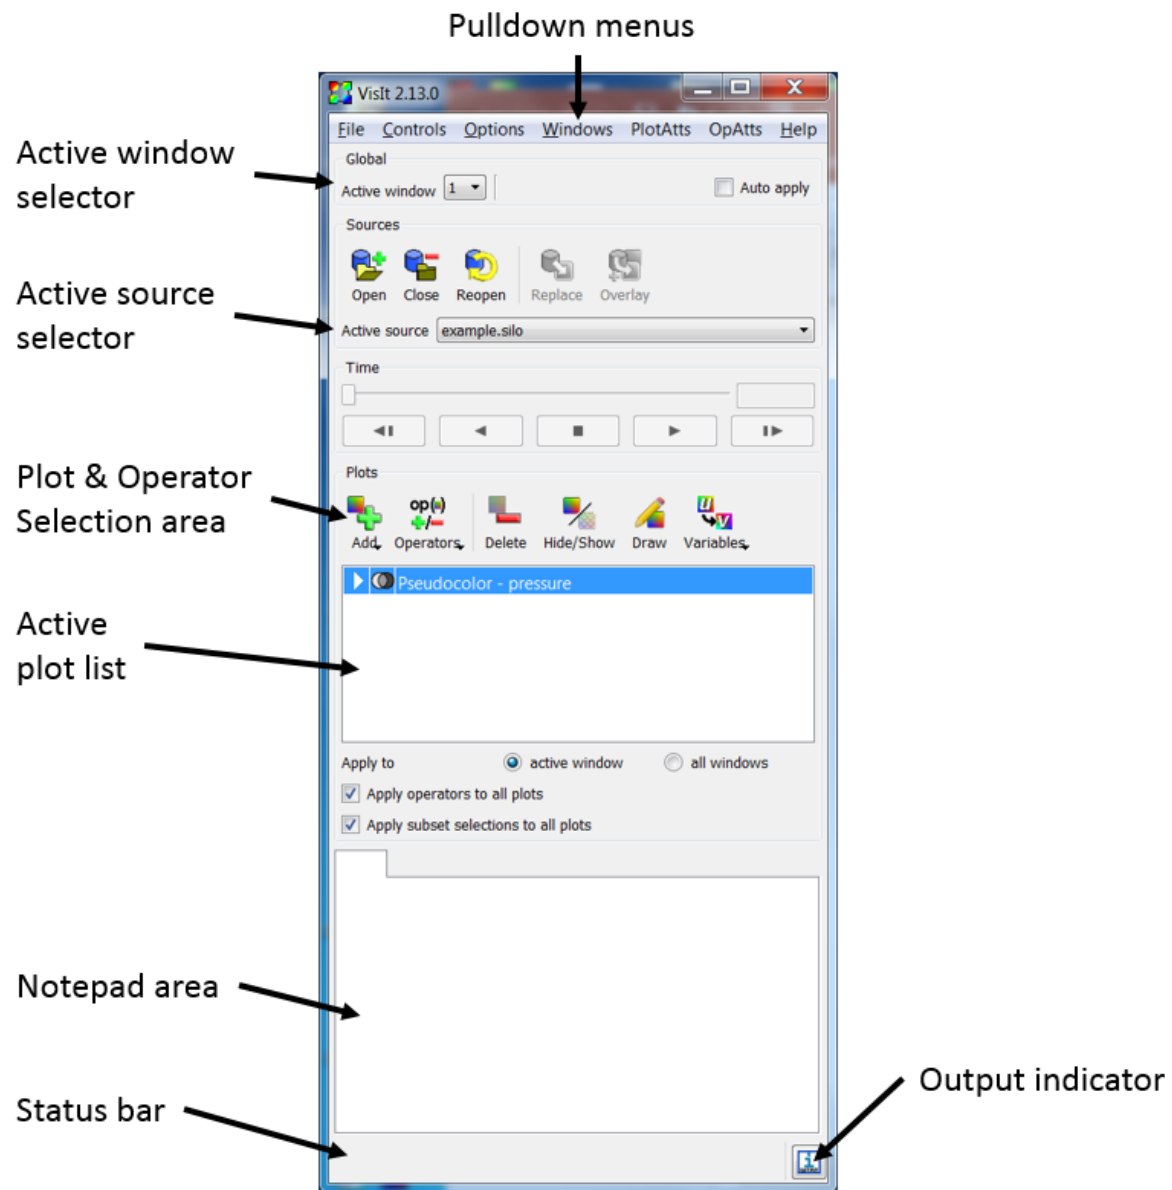 Pulldown menus
VisIt 2.13.0
File Controls Options Windows PlotAtts OpAtts Help
Active window
selector
Global
Active window 1
Auto apply
Sources
Open Close Reopen Replace Overlay
Active source
selector
Active source example.silo
Time
Plot & Operator
Selection area
Plots
op( )
+/-
U
V
Add Operators Delete Hide/Show Draw Variables
Pseudocolor - pressure
Active
plot list
Apply to active window all windows
Apply operators to all plots
Apply subset selections to all plots
Notepad area
Output indicator
Status bar